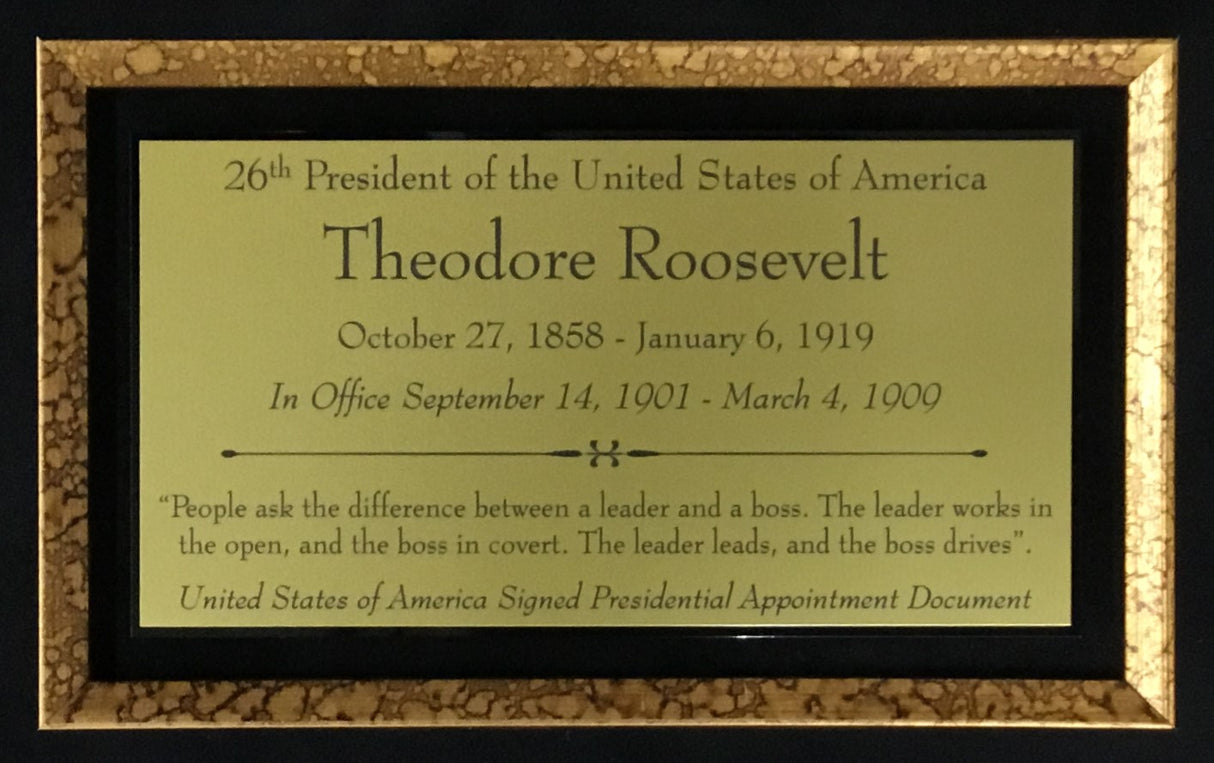 26th President of the United States of America
Theodore Roosevelt
October 27, 1858 - January 6, 1919
In Office September 14, 1901 - March 4, 1909
“People ask the difference between a leader and a boss. The leader works in
the open, and the boss in covert. The leader leads, and the boss drives”.
United States of America Signed Presidential Appointment Document